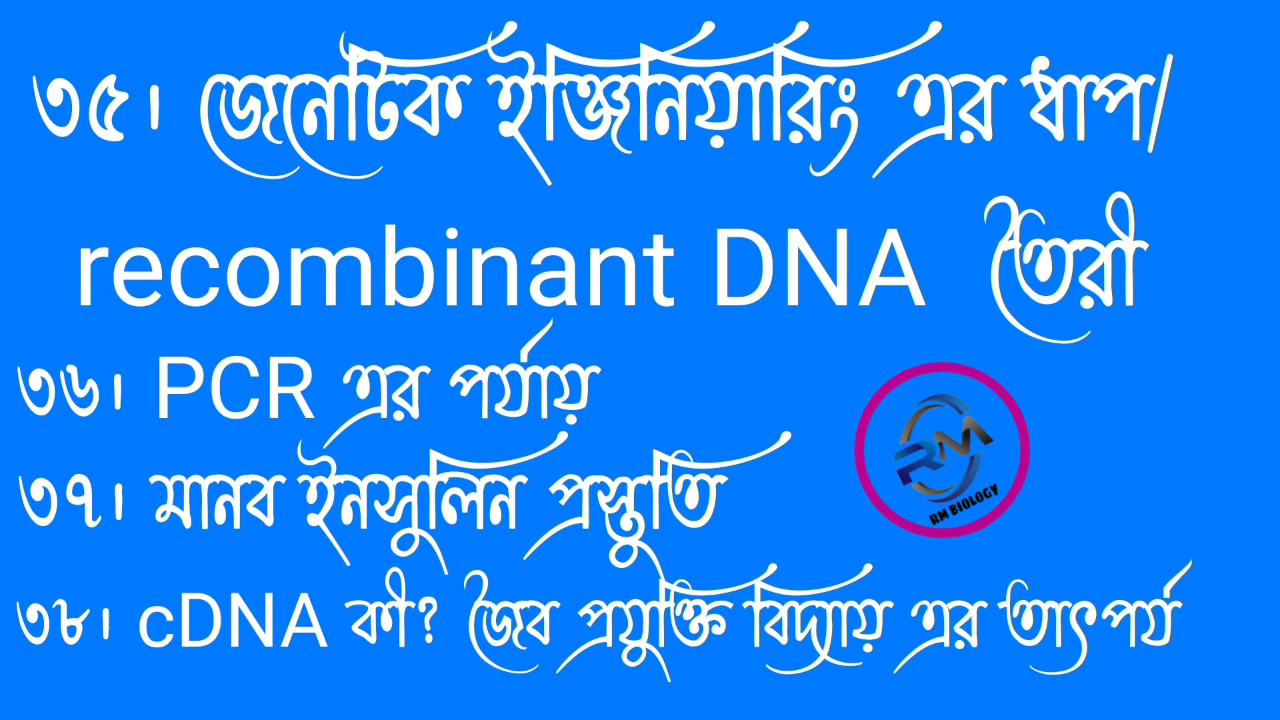 ৩৫। জেনেটিক ইঞ্জিনিয়ারিং এর ধাপ/
recombinant DNA তৈরী
৩৬। PCR এর পর্যায়
৩৭। মানব ইনসুলিন প্রস্তুতি
৩৮। cDNA কী? জৈব প্রযুক্তি বিদ্যায় এর তাৎপর্য
RM
RM BIOLOGY